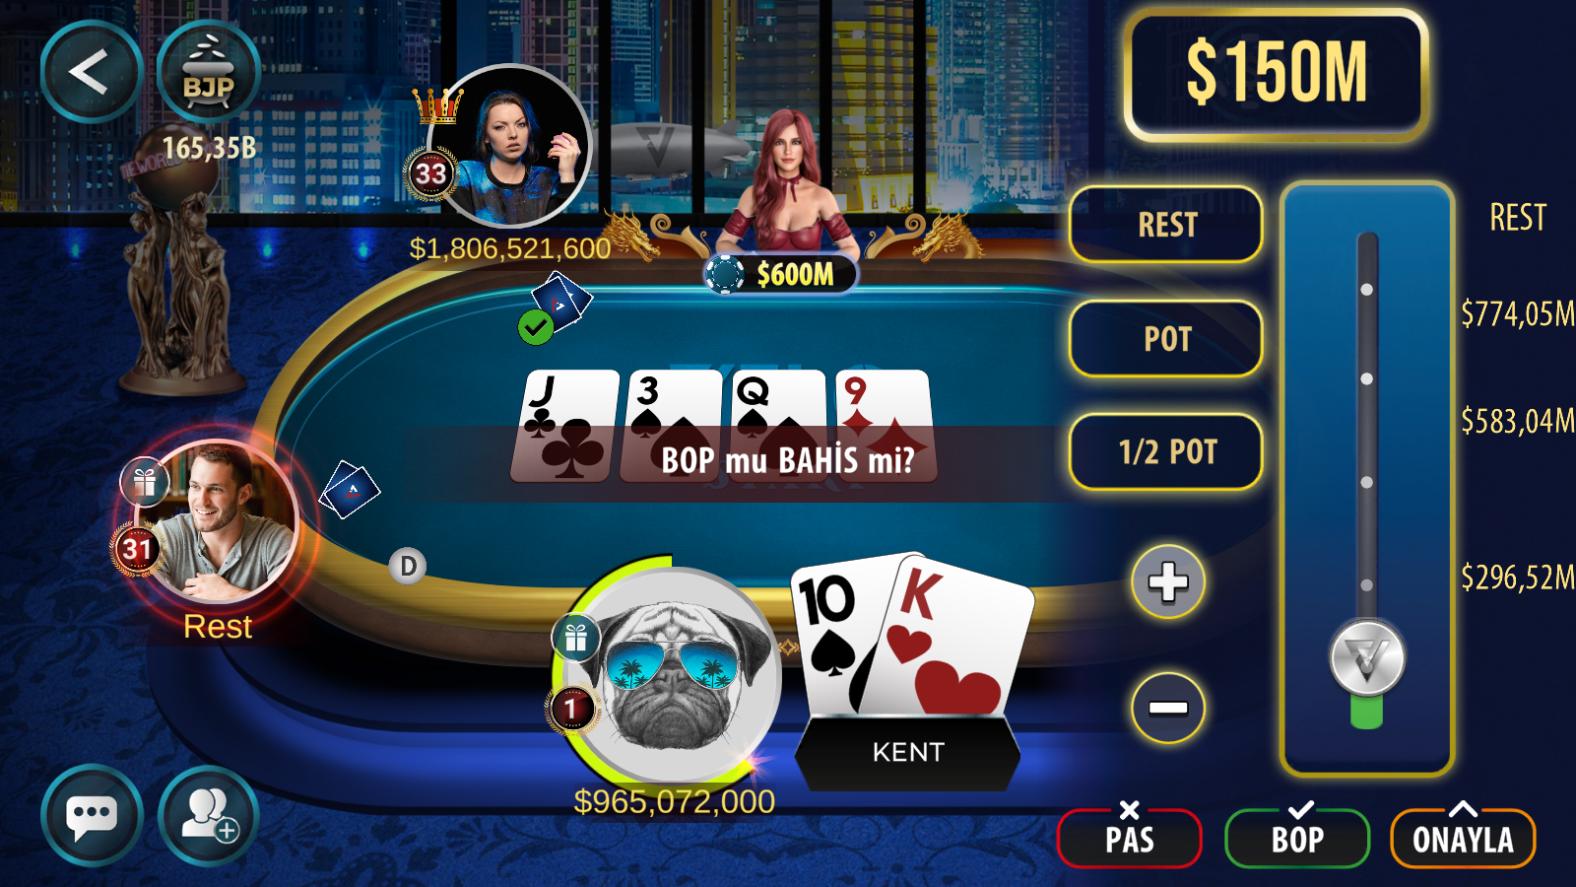 BJP
165,35B
THE WORLD
33
$1,806,521,600
$600M
$150M
REST
POT
1/2 POT
REST
$774,05M
$583,04M
$296,52M
J
3
Q
9
BOP mu BAHİS mi?
31
Rest
D
1
10
K
KENT
$965,072,000
PAS
BOP
ONAYLA